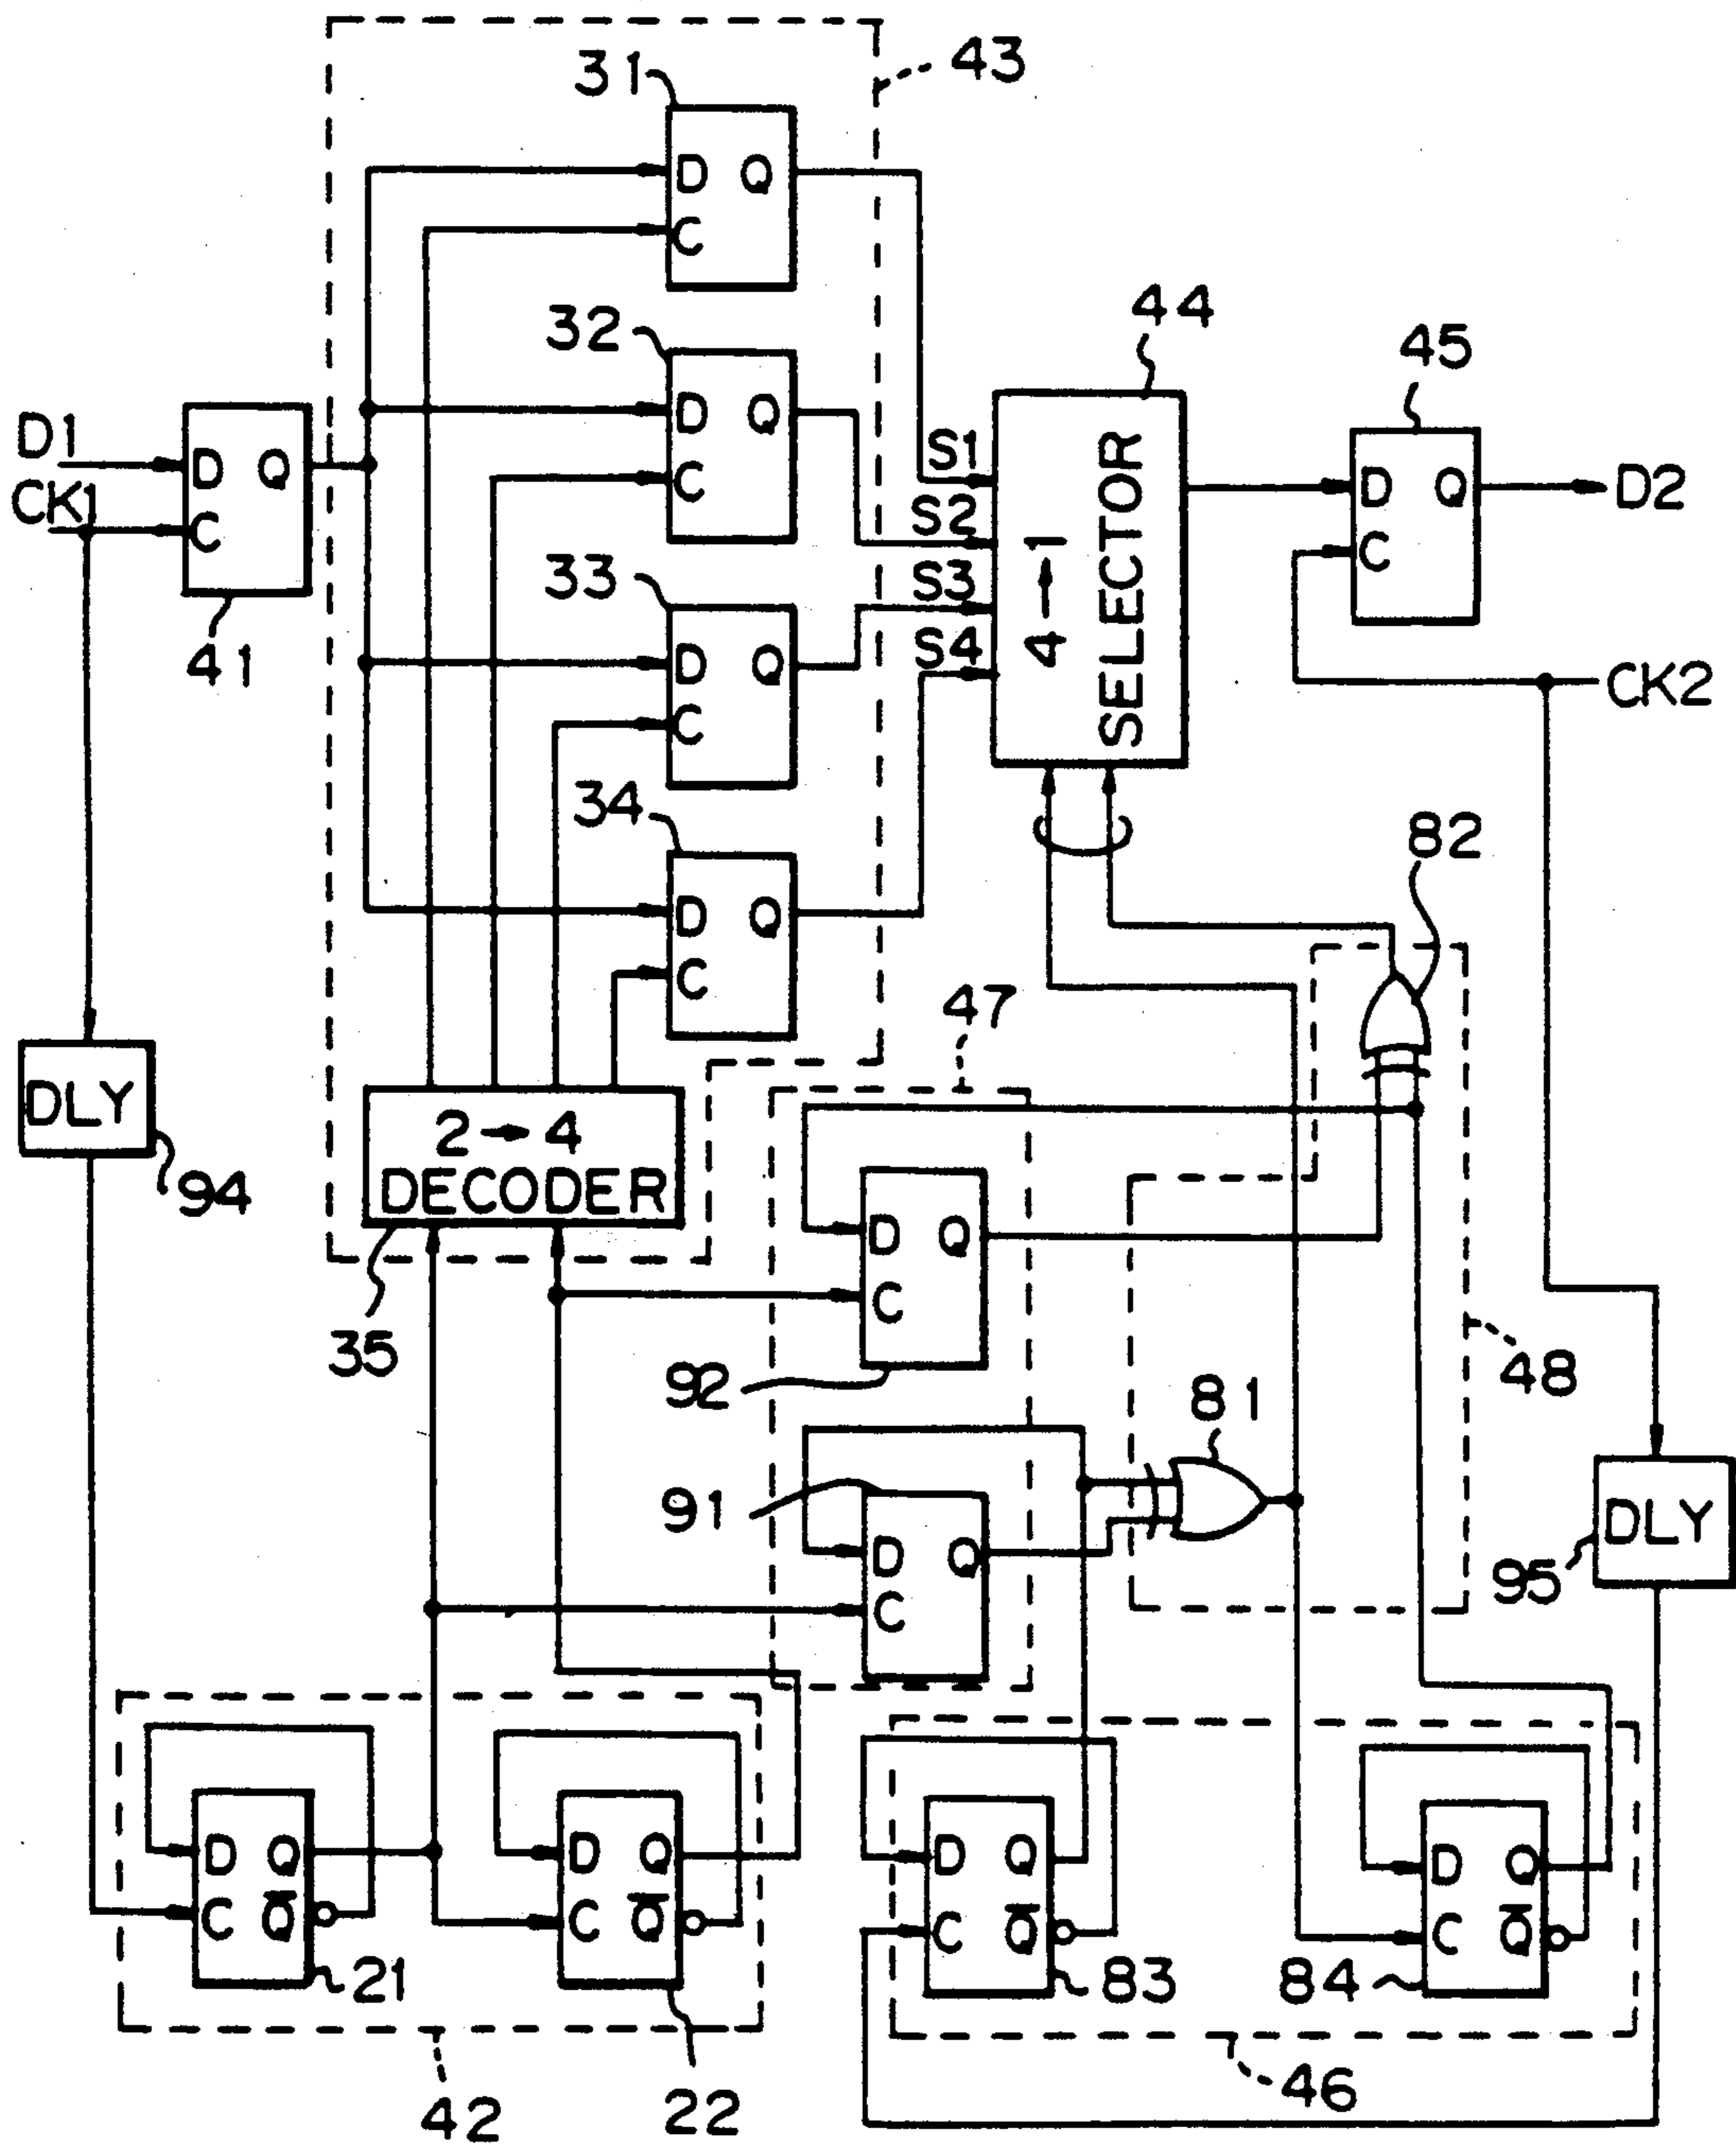 43
31
D Q
C
32
D Q
C
33
D Q
C
34
D Q
C
D1
CK1
D Q
C
41
S1
S2
S3
S4
44
4→1
SELECTOR
45
D Q
C
D2
CK2
82
47
DLY
94
2→4
DECODER
35
D Q
C
92
48
81
91
D Q
C
DLY
95
D Q
C Q̅
21
D Q
C Q̅
22
42
D Q
C Q̅
83
D Q
C Q̅
84
46